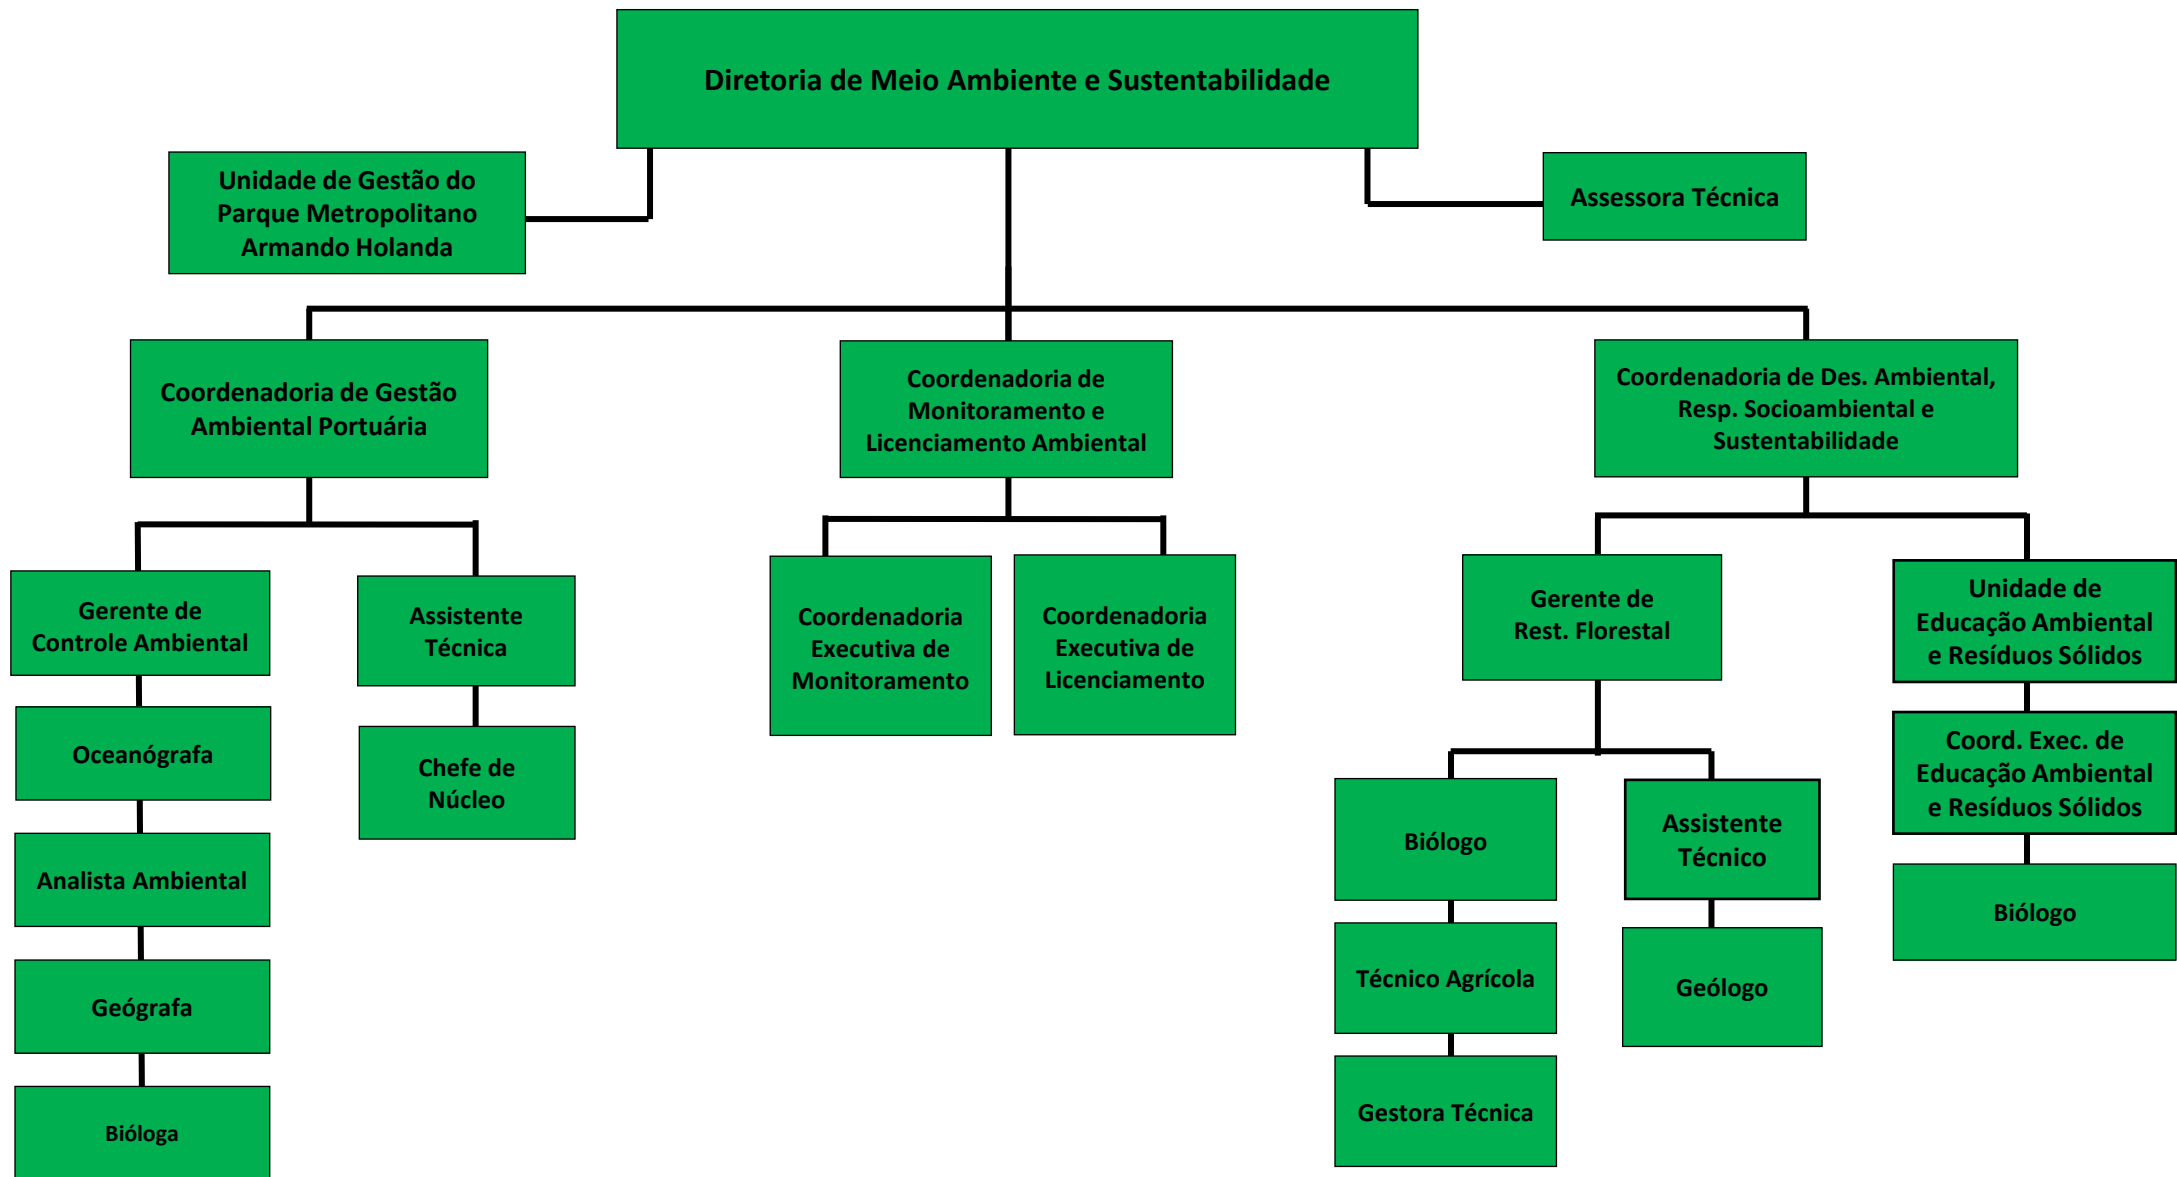 Diretoria de Meio Ambiente e Sustentabilidade
Unidade de Gestão do
Parque Metropolitano
Armando Holanda
Assessora Técnica
Coordenadoria de Gestão
Ambiental Portuária
Coordenadoria de
Monitoramento e
Licenciamento Ambiental
Coordenadoria de Des. Ambiental,
Resp. Socioambiental e
Sustentabilidade
Gerente de
Controle Ambiental
Oceanógrafa
Analista Ambiental
Geógrafa
Bióloga
Assistente
Técnica
Chefe de
Núcleo
Coordenadoria
Executiva de
Monitoramento
Coordenadoria
Executiva de
Licenciamento
Gerente de
Rest. Florestal
Biólogo
Técnico Agrícola
Gestora Técnica
Assistente
Técnico
Geólogo
Unidade de
Educação Ambiental
e Resíduos Sólidos
Coord. Exec. de
Educação Ambiental
e Resíduos Sólidos
Biólogo